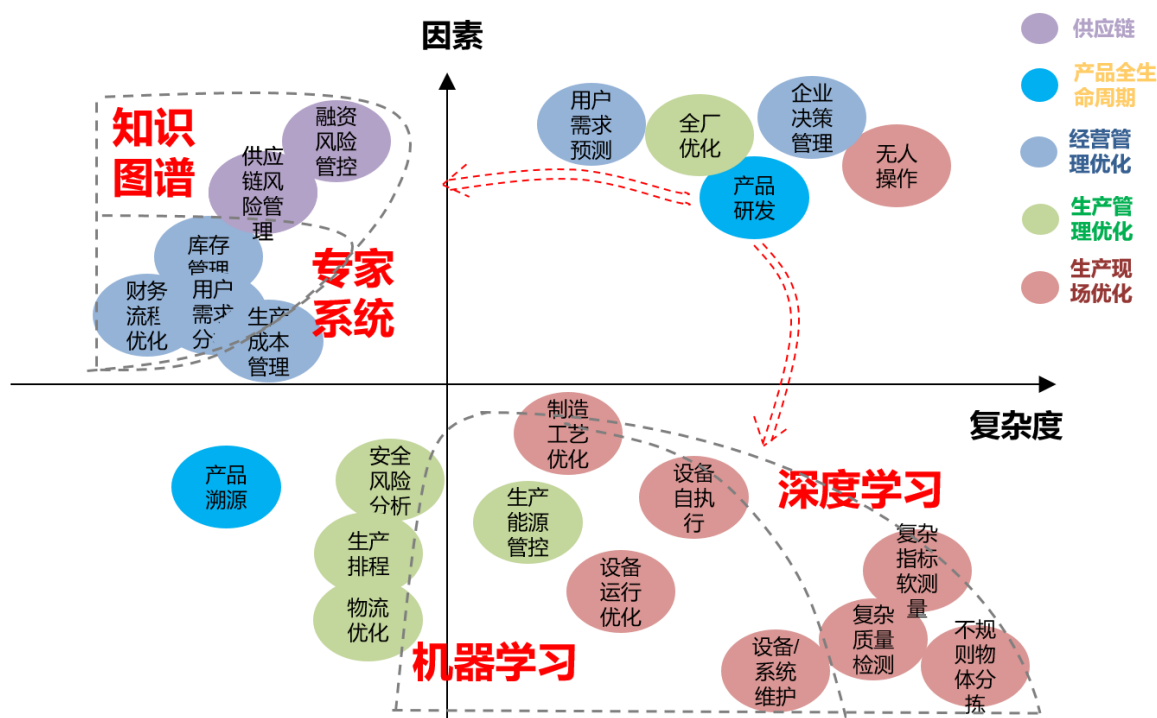 因素
供应链
产品全生
命周期
经营管
理优化
生产管
理优化
生产现
场优化
知识
图谱
融资
风险
管控
供应
链风
险管
理
用户
需求
预测
全厂
优化
企业
决策
管理
无人
操作
产品
研发
库存
管理
专家
系统
财务
流程
优化
用户
需求
分
生产
成本
管理
复杂度
产品
溯源
安全
风险
分析
生产
排程
物流
优化
制造
工艺
优化
生产
能源
管控
设备
自执
行
设备
运行
优化
深度学习
机器学习
复杂
指标
软测
量
复杂
质量
检测
设备/
系统
维护
不规
则物
体分
拣